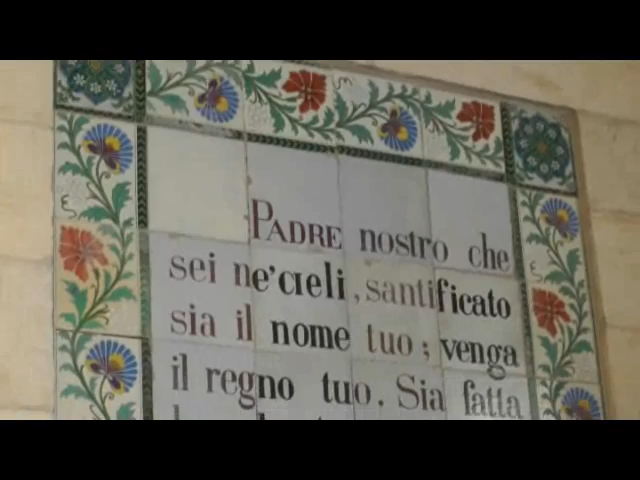 PADRE nostro che
sei ne'cieli, santificato
sia il nome tuo; venga
il regno tuo. Sia fatta